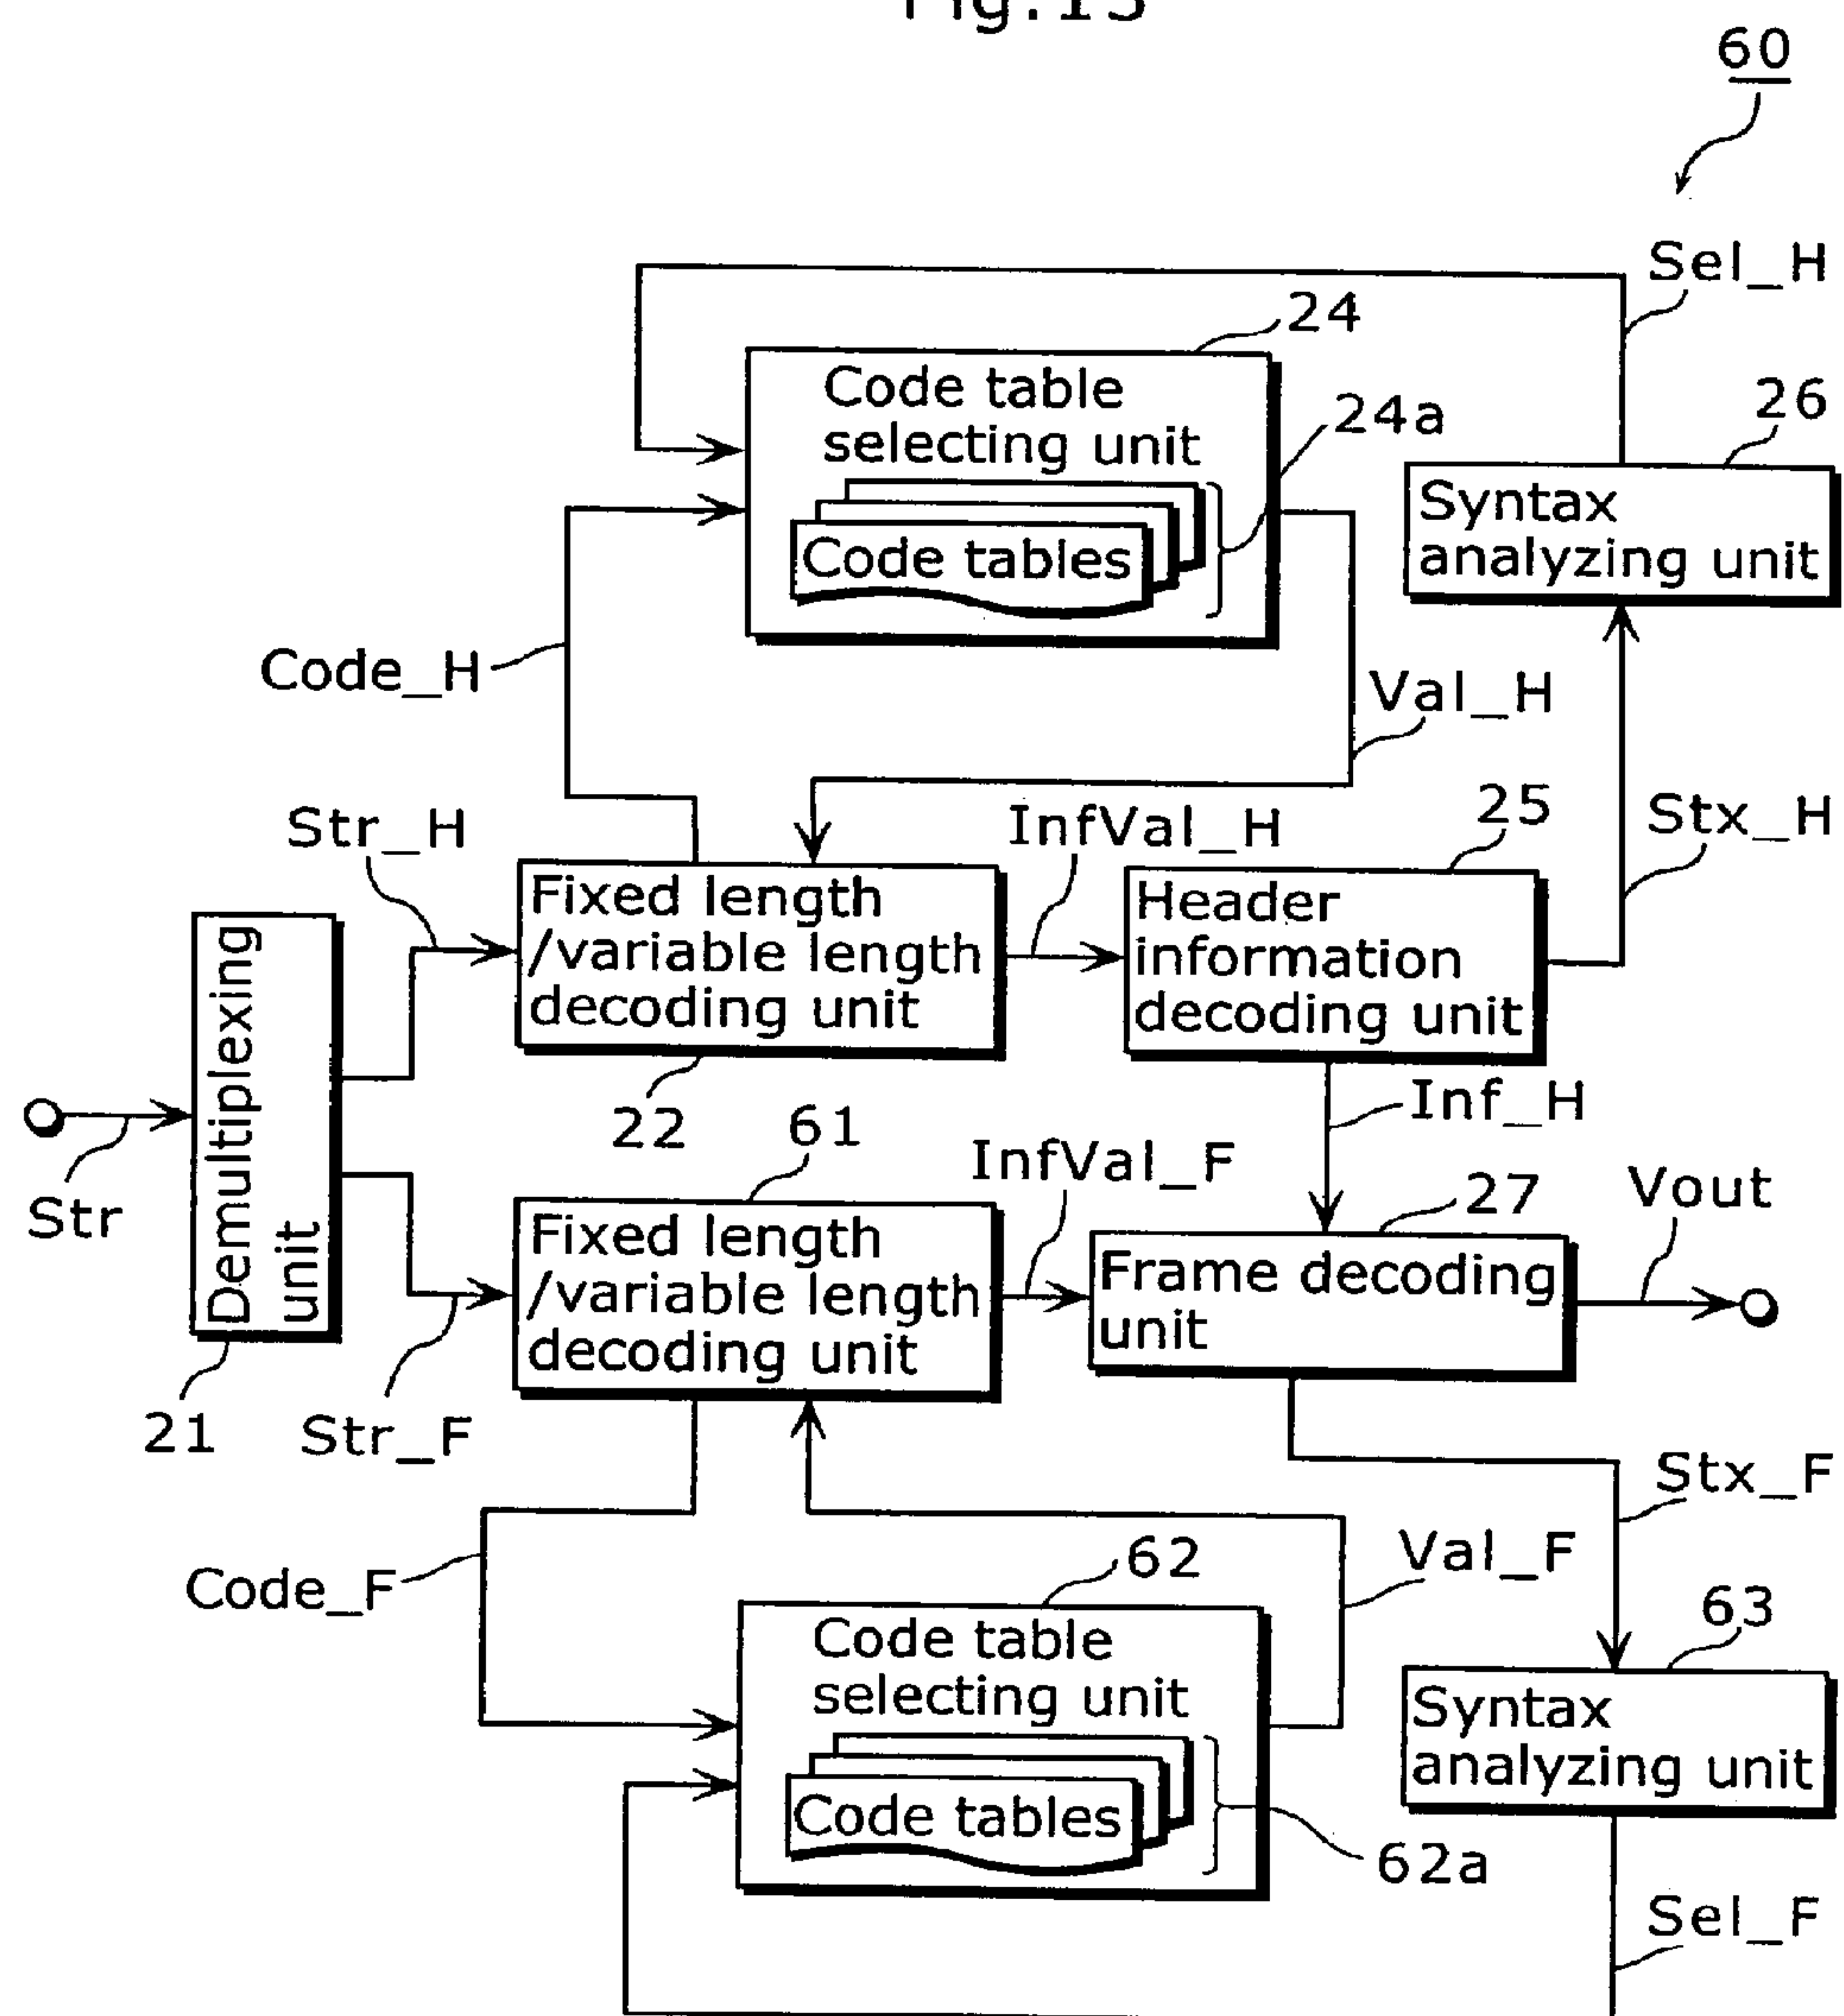 Fig.15
60
Sel_H
24
Code table
selecting unit
24a
26
Code tables
Syntax
analyzing unit
Code_H
Val_H
Str_H
InfVal_H
25
Stx_H
Fixed length
/variable length
decoding unit
Header
information
decoding unit
Demultiplexing
unit
22
Inf_H
61
Str
InfVal_F
27
Vout
Fixed length
/variable length
decoding unit
Frame decoding
unit
21
Str_F
Stx_F
Code_F
62
Val_F
63
Code table
selecting unit
Code tables
Syntax
analyzing unit
62a
Sel_F